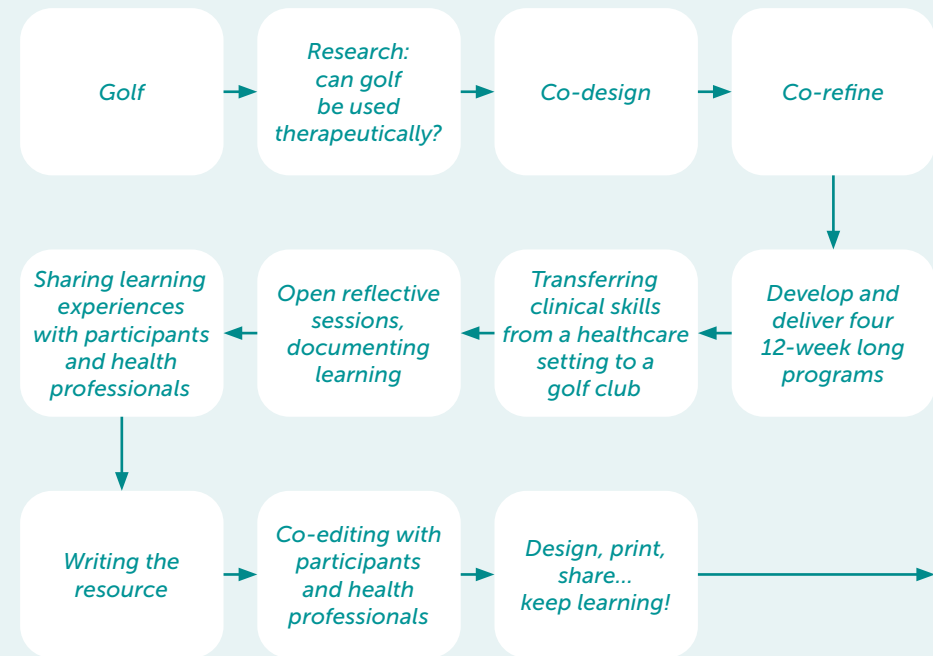 Golf
Research:
can golf
be used
therapeutically?
Co-design
Co-refine
Develop and
deliver four
12-week long
programs
Transferring
clinical skills
from a healthcare
setting to a
golf club
Open reflective
sessions,
documenting
learning
Sharing learning
experiences
with participants
and health
professionals
Writing the
resource
Co-editing with
participants
and health
professionals
Design, print,
share...
keep learning!